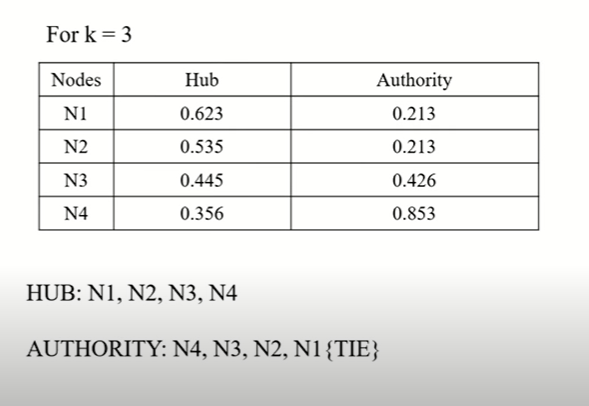 For k = 3
Nodes Hub Authority
N1 0.623 0.213
N2 0.535 0.213
N3 0.445 0.426
N4 0.356 0.853
HUB: N1, N2, N3, N4
AUTHORITY: N4, N3, N2, N1{TIE}